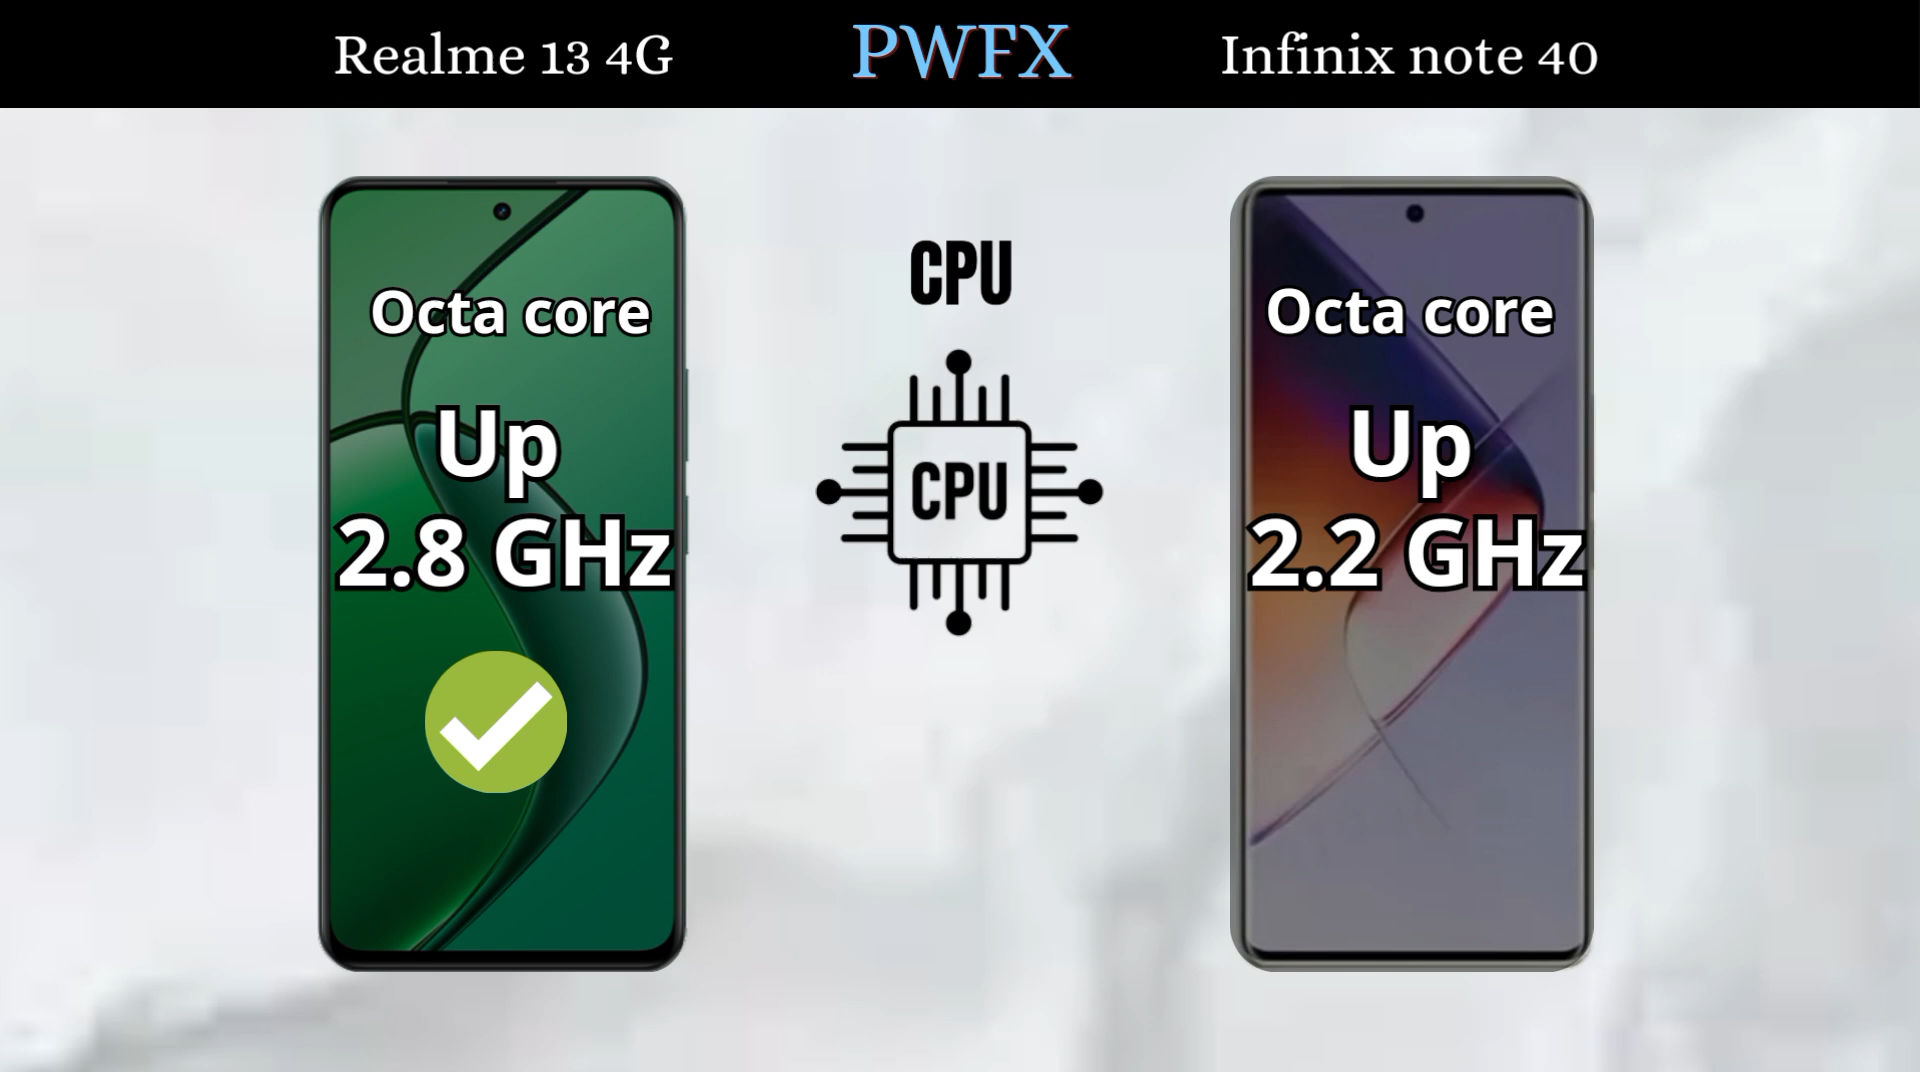 Realme 13 4G
PWFX
Infinix note 40
Octa core
Up
2.8 GHz
CPU
CPU
Octa core
Up
2.2 GHz